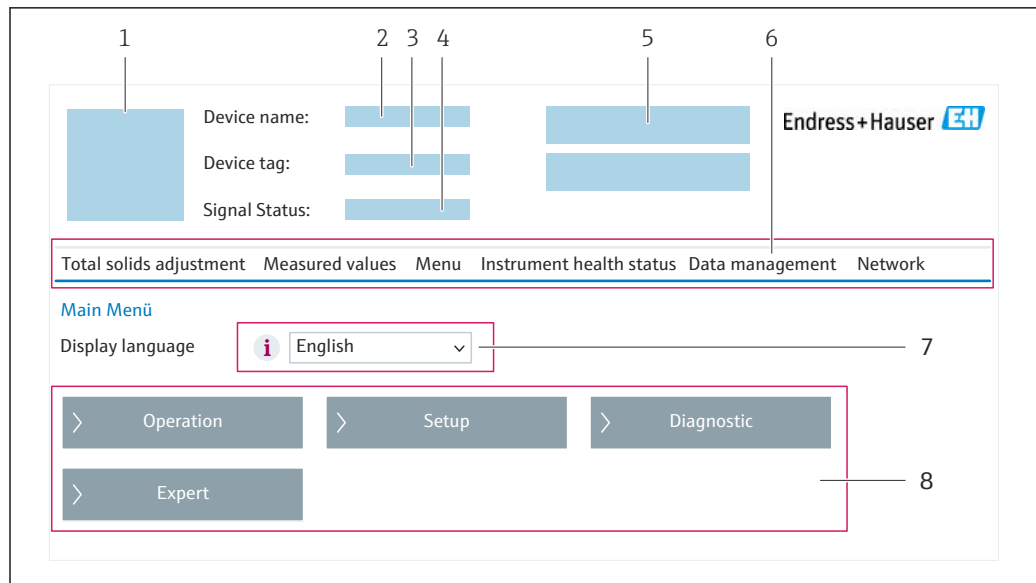 1 2 3 4 5 6
Device name:
Endress+Hauser EH
Device tag:
Signal Status:
Total solids adjustment Measured values Menu Instrument health status Data management Network
Main Menü
Display language i English 7
Operation Setup Diagnostic
Expert 8